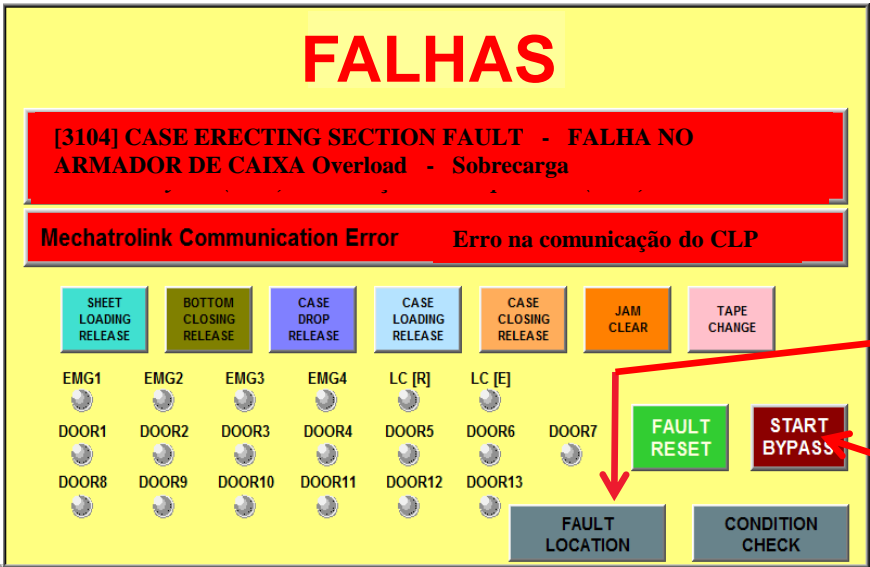 FALHAS
[3104] CASE ERECTING SECTION FAULT - FALHA NO
ARMADOR DE CAIXA Overload - Sobrecarga
Mechatrolink Communication Error Erro na comunicação do CLP
SHEET LOADING RELEASE
BOTTOM CLOSING RELEASE
CASE DROP RELEASE
CASE LOADING RELEASE
CASE CLOSING RELEASE
JAM CLEAR
TAPE CHANGE
EMG1 EMG2 EMG3 EMG4 LC [R] LC [E]
DOOR1 DOOR2 DOOR3 DOOR4 DOOR5 DOOR6 DOOR7
FAULT RESET
START BYPASS
DOOR8 DOOR9 DOOR10 DOOR11 DOOR12 DOOR13
FAULT LOCATION
CONDITION CHECK